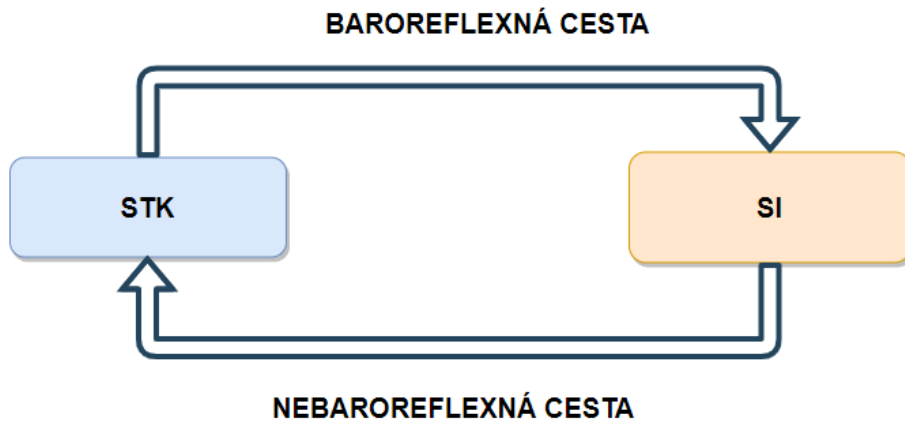 BAROREFLEXNÁ CESTA
STK
SI
NEBAROREFLEXNÁ CESTA